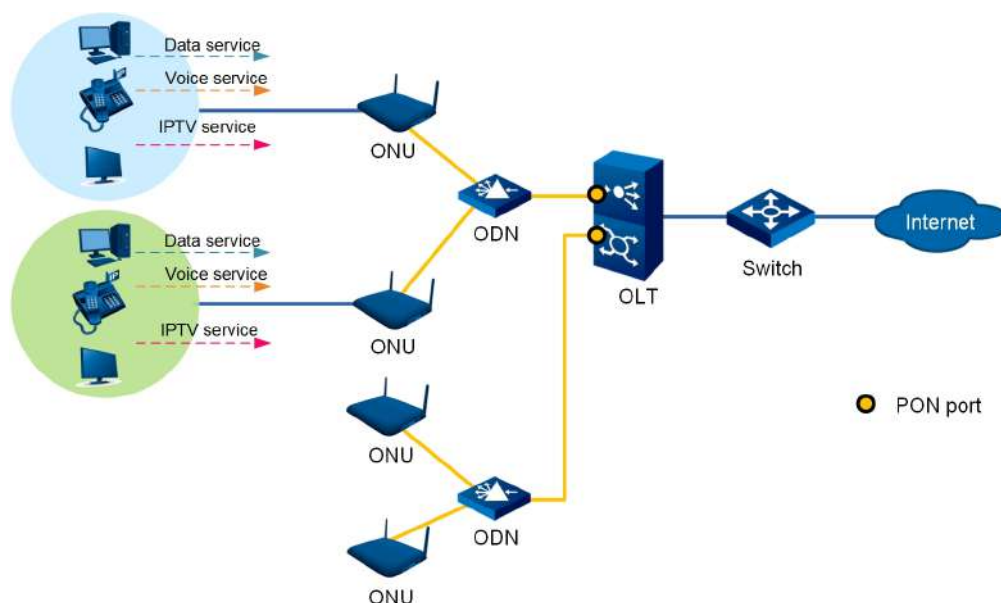 Data service
Voice service
IPTV service
ONU
ODN
Data service
Voice service
IPTV service
ONU
OLT
Switch
Internet
PON port
ONU
ODN
ONU